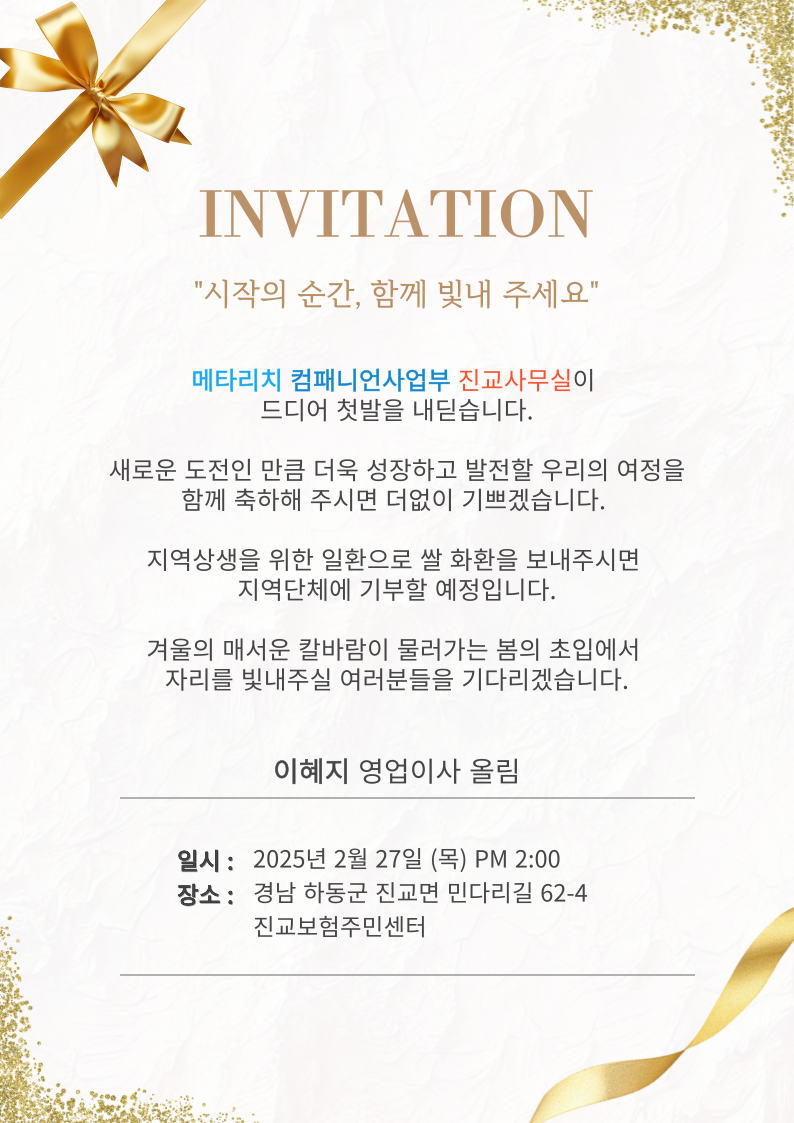 INVITATION
"시작의 순간, 함께 빛내 주세요"
메타리치 컴패니언사업부 진교사무실이
드디어 첫발을 내딛습니다.
새로운 도전인 만큼 더욱 성장하고 발전할 우리의 여정을
함께 축하해 주시면 더없이 기쁘겠습니다.
지역상생을 위한 일환으로 쌀 화환을 보내주시면
지역단체에 기부할 예정입니다.
겨울의 매서운 칼바람이 물러가는 봄의 초입에서
자리를 빛내주실 여러분들을 기다리겠습니다.
이혜지 영업이사 올림
일시 : 2025년 2월 27일 (목) PM 2:00
장소 : 경남 하동군 진교면 민다리길 62-4
진교보험주민센터